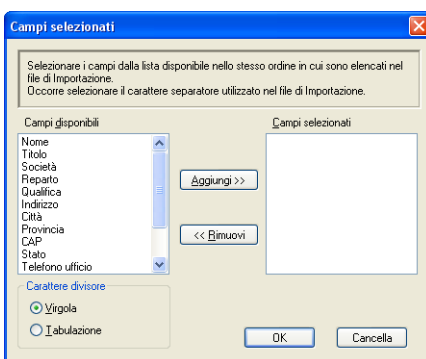 Campi selezionati
Selezionare i campi dalla lista disponibile nello stesso ordine in cui sono elencati nel
file di Importazione.
Occorre selezionare il carattere separatore utilizzato nel file di Importazione.
Campi disponibili
Campi selezionati
Nome
Titolo
Società
Reparto
Qualifica
Indirizzo
Città
Provincia
CAP
Stato
Telefono ufficio
Aggiungi >>
<< Rimuovi
Carattere divisore
Virgola
Tabulazione
OK
Cancella